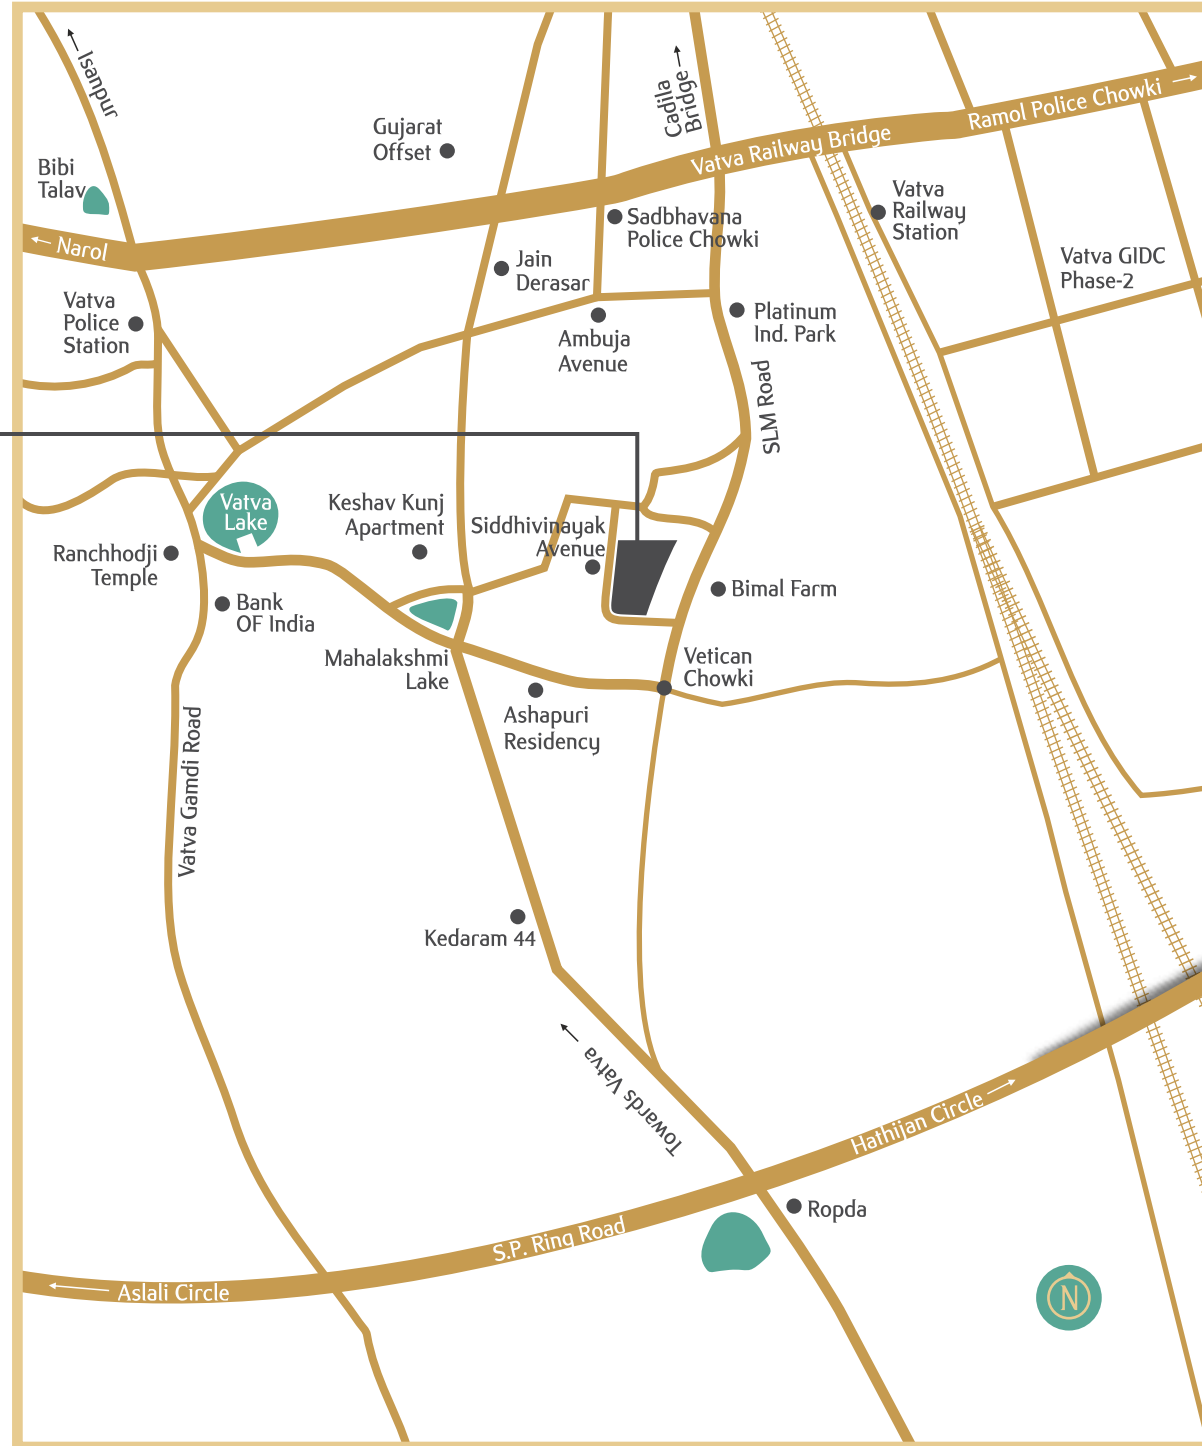 Isanpur
Cadila
Bridge
Ramol Police Chowki
Gujarat
Offset
Vatva Railway Bridge
Bibi
Talav
Vatva
Railway
Station
Sadbhavana
Police Chowki
Narol
Jain
Derasar
Vatva GIDC
Phase-2
Vatva
Police
Station
Platinum
Ind. Park
Ambuja
Avenue
SLM Road
Vatva
Lake
Keshav Kunj
Apartment
Siddhivinayak
Avenue
Ranchhodji
Temple
Bank
OF India
Bimal Farm
Mahalakshmi
Lake
Vetican
Chowki
Ashapuri
Residency
Vatva Gamdi Road
Kedaram 44
Towards Vatva
Hathijan Circle
Ropda
S.P. Ring Road
Aslali Circle
N